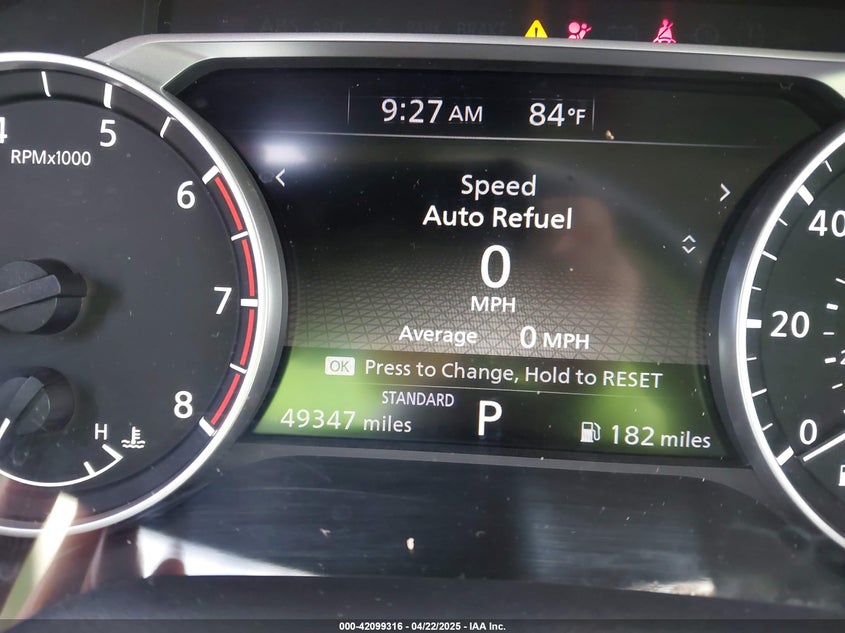 9:27 AM 84°F
Speed
Auto Refuel
0
MPH
Average 0 MPH
OK Press to Change, Hold to RESET
STANDARD
49347 miles P 182 miles
4 5 6 7 8
RPMx1000
H
40
20
0
000-42099316 - 04/22/2025 - IAA Inc.